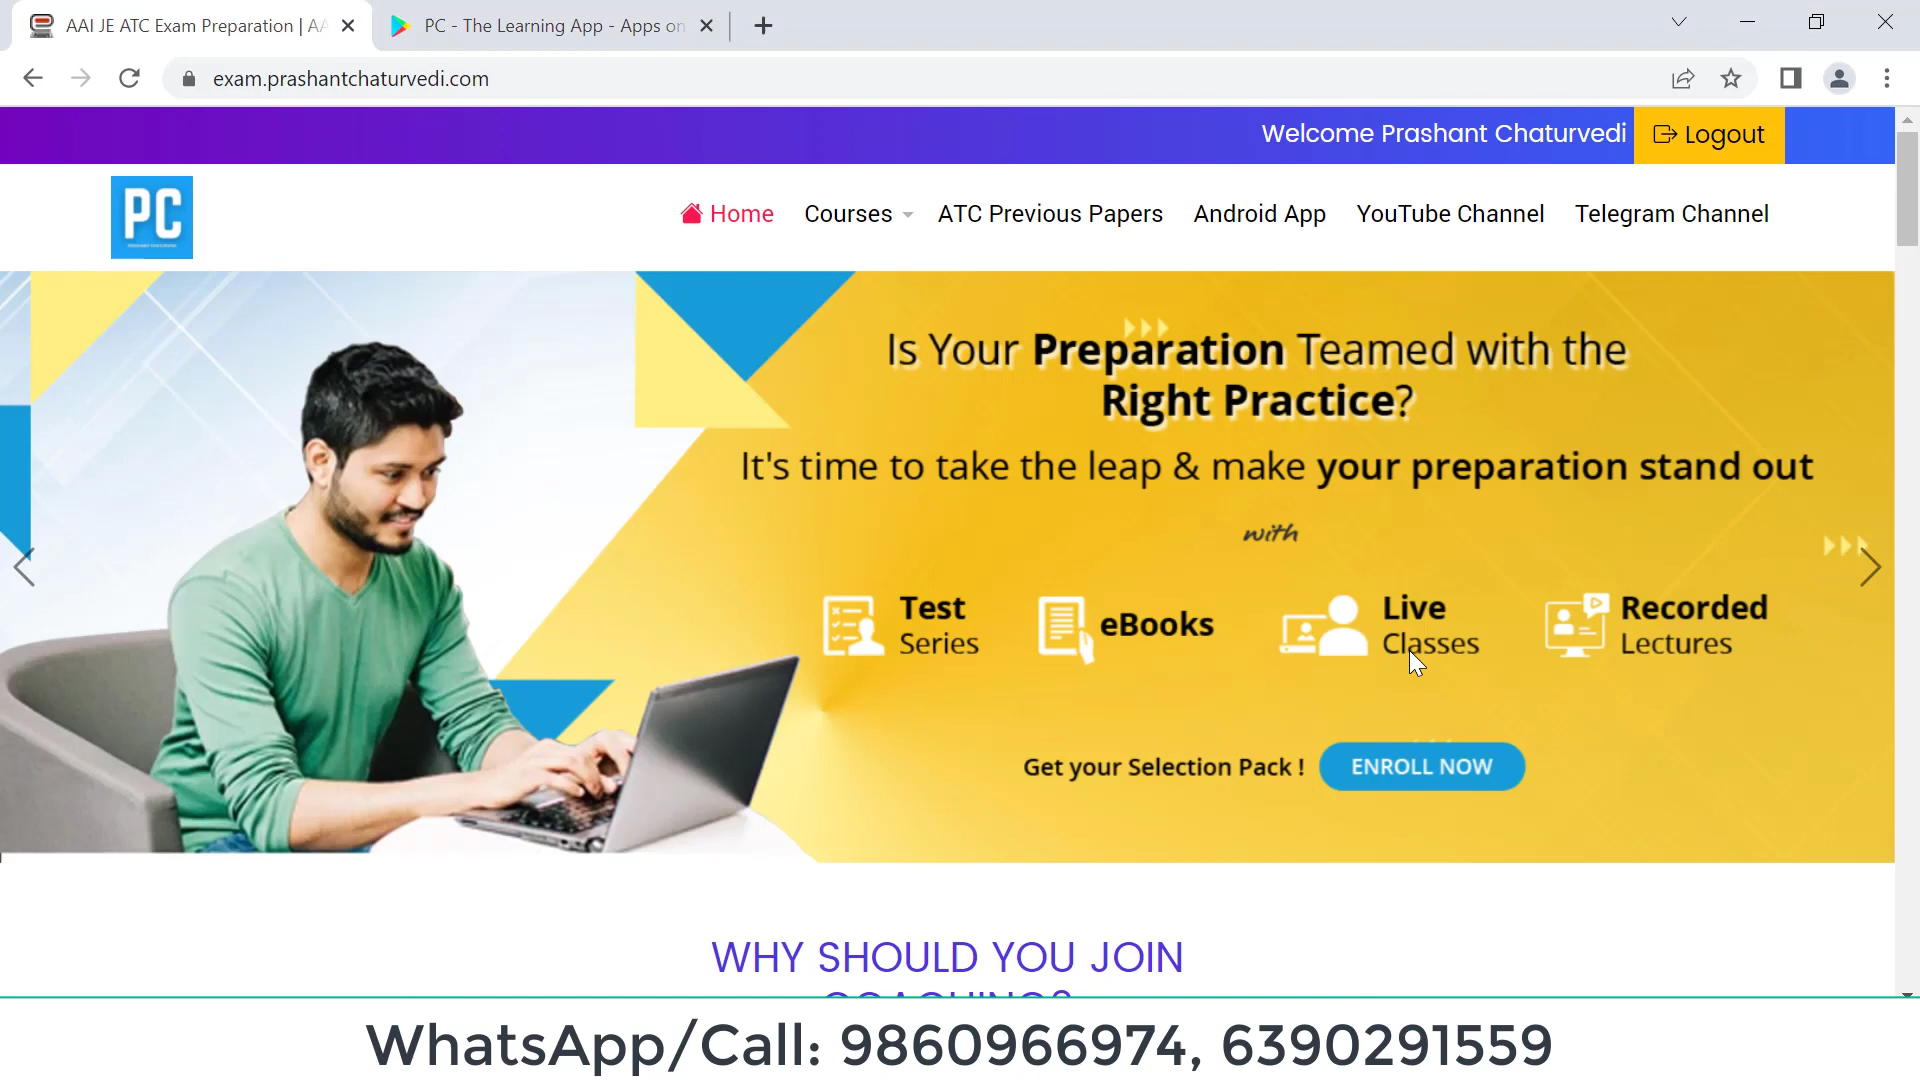 AAI JE ATC Exam Preparation | AA
PC - The Learning App - Apps on
exam.prashantchaturvedi.com
Welcome Prashant Chaturvedi
Logout
PC
Home
Courses
ATC Previous Papers
Android App
YouTube Channel
Telegram Channel
Is Your Preparation Teamed with the
Right Practice?
It's time to take the leap & make your preparation stand out
with
Test
Series
eBooks
Live
Classes
Recorded
Lectures
Get your Selection Pack !
ENROLL NOW
WHY SHOULD YOU JOIN
COACHING?
WhatsApp/Call: 9860966974, 6390291559